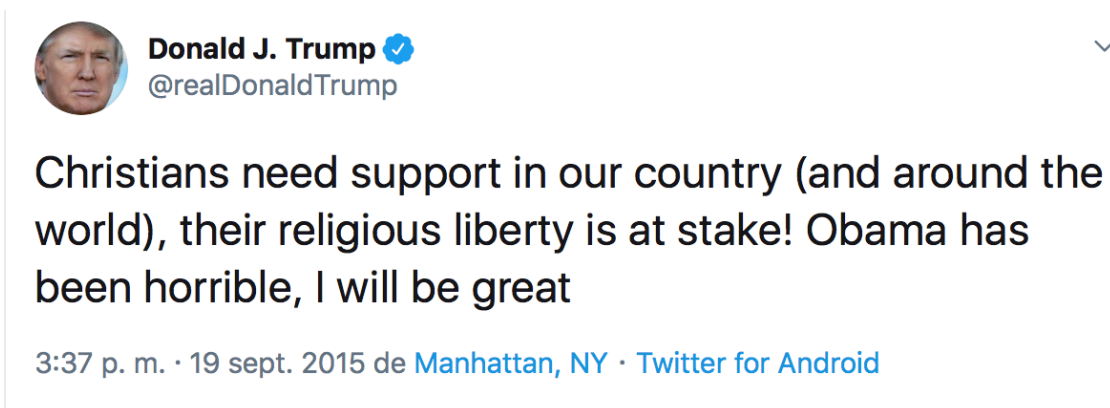 Donald J. Trump
@realDonaldTrump
Christians need support in our country (and around the
world), their religious liberty is at stake! Obama has
been horrible, I will be great
3:37 p. m. · 19 sept. 2015 de Manhattan, NY · Twitter for Android